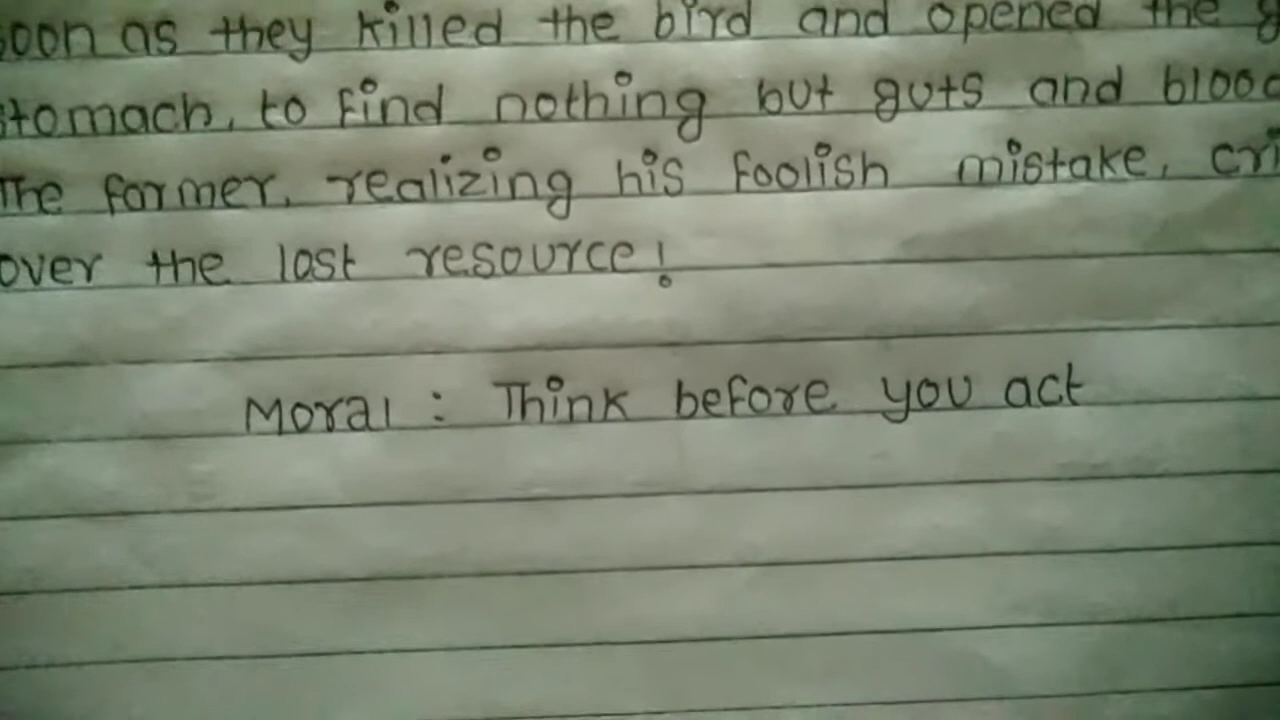 soon as they killed the bird and opened the g
stomach, to find nothing but guts and blood
The farmer, realizing his foolish mistake, cri
over the lost resource!
Moral : Think before you act